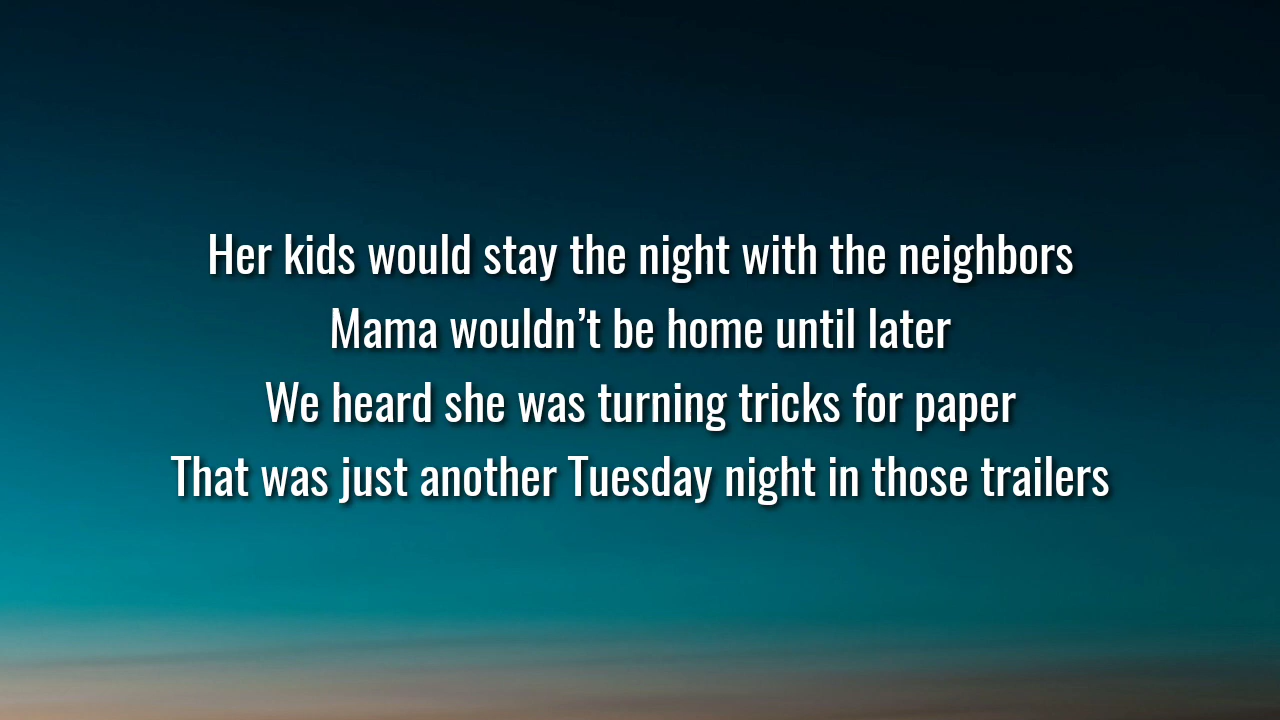 Her kids would stay the night with the neighbors
Mama wouldn’t be home until later
We heard she was turning tricks for paper
That was just another Tuesday night in those trailers